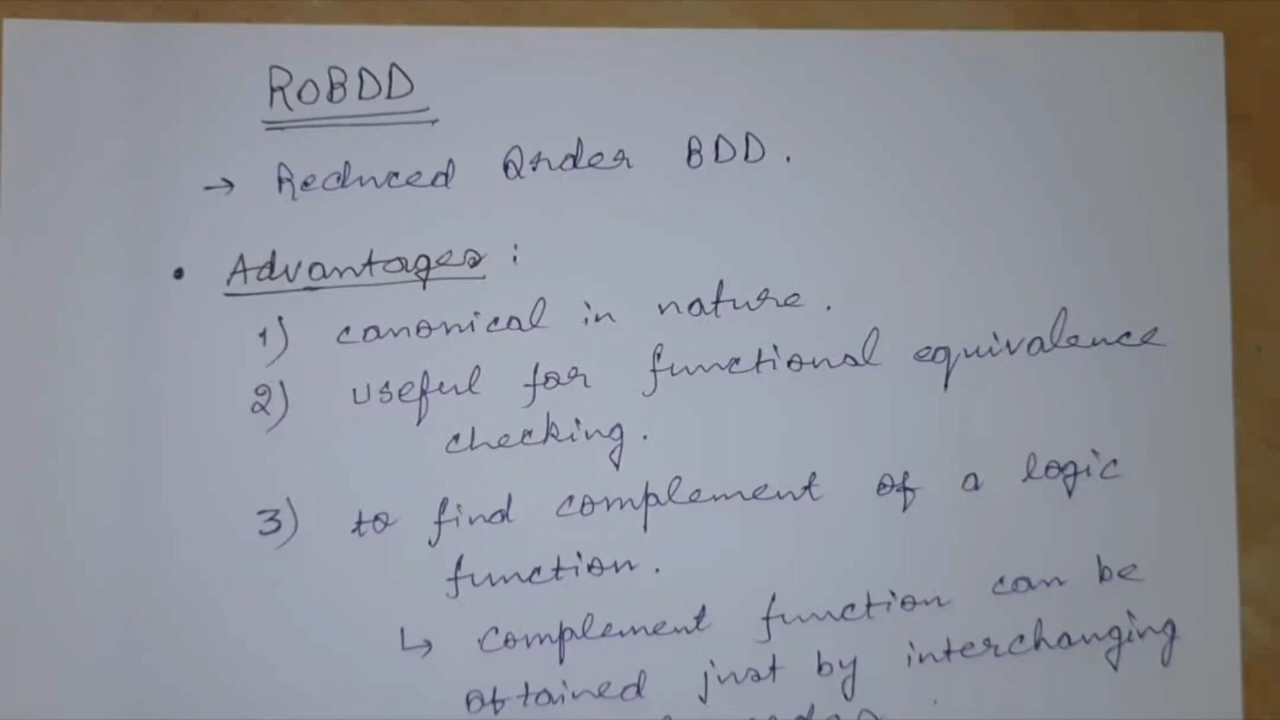 ROBDD
→ Reduced Order BDD.
• Advantages :
1) canonical in nature.
2) useful for functional equivalence
checking.
3) to find complement of a logic
function.
↳ complement function can be
obtained just by interchanging